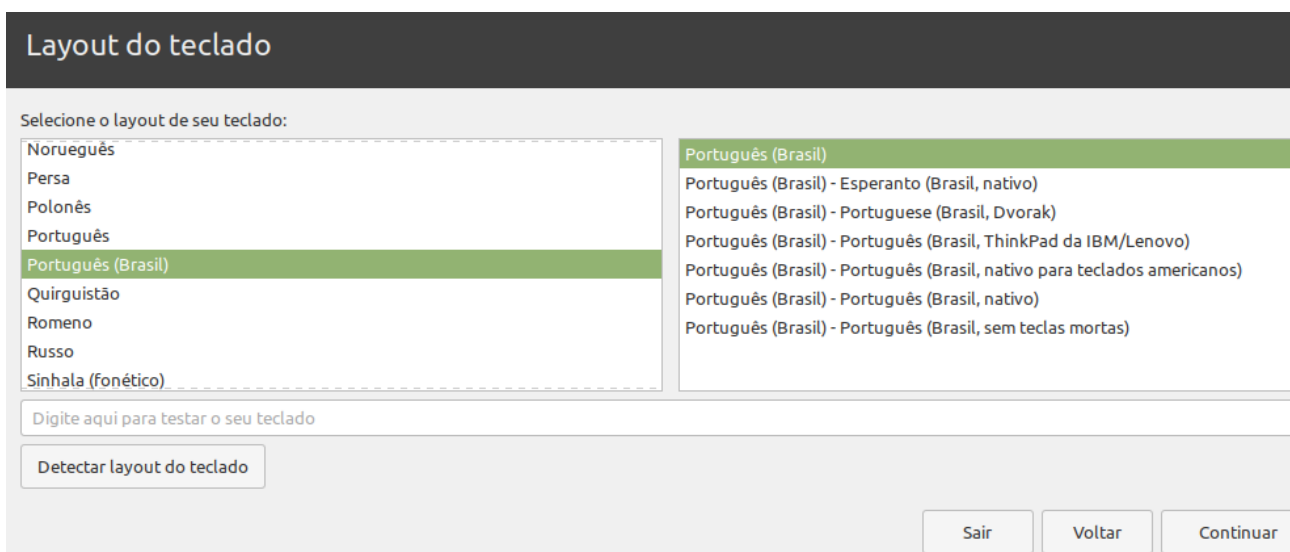 Layout do teclado
Selecione o layout de seu teclado:
Norueguês
Persa
Polonês
Português
Português (Brasil)
Quirguistão
Romeno
Russo
Sinhala (fonético)
Português (Brasil)
Português (Brasil) - Esperanto (Brasil, nativo)
Português (Brasil) - Portuguese (Brasil, Dvorak)
Português (Brasil) - Português (Brasil, ThinkPad da IBM/Lenovo)
Português (Brasil) - Português (Brasil, nativo para teclados americanos)
Português (Brasil) - Português (Brasil, nativo)
Português (Brasil) - Português (Brasil, sem teclas mortas)
Digite aqui para testar o seu teclado
Detectar layout do teclado
Sair Voltar Continuar